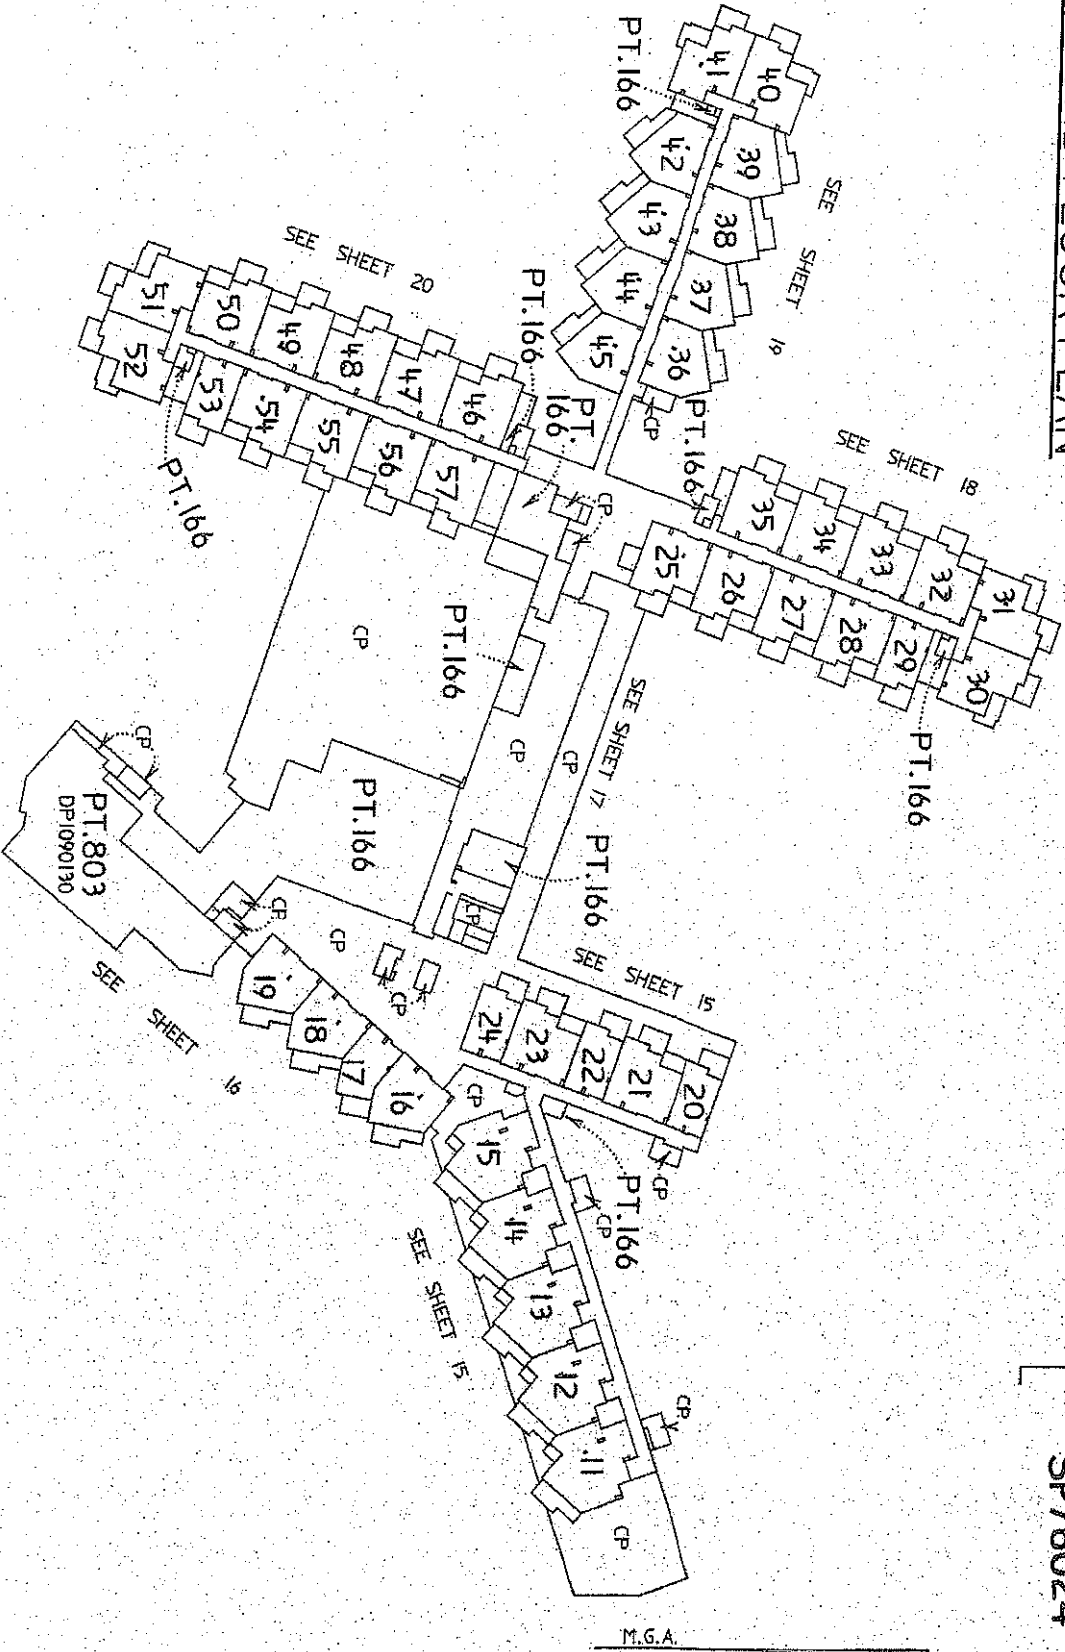 SP78024
PT.166
41
40
42
39
43
38
44
37
45
36
CP
SEE SHEET 19
SEE SHEET 20
PT.166
PT.
166
PT.166
SEE SHEET 18
51
50
49
48
47
46
52
53
54
55
56
57
PT.166
CP
35
34
33
32
31
25
26
27
28
29
30
PT.166
CP
PT.166
CP
CP
SEE SHEET 17
PT.166
PT.166
CP
CP
PT.803
DP1090130
CP
CP
CP
SEE SHEET 16
19
18
17
16
SEE SHEET 15
24
23
22
21
20
CP
PT.166
CP
CP
15
14
13
12
11
SEE SHEET 15
CP
CP
M.G.A.